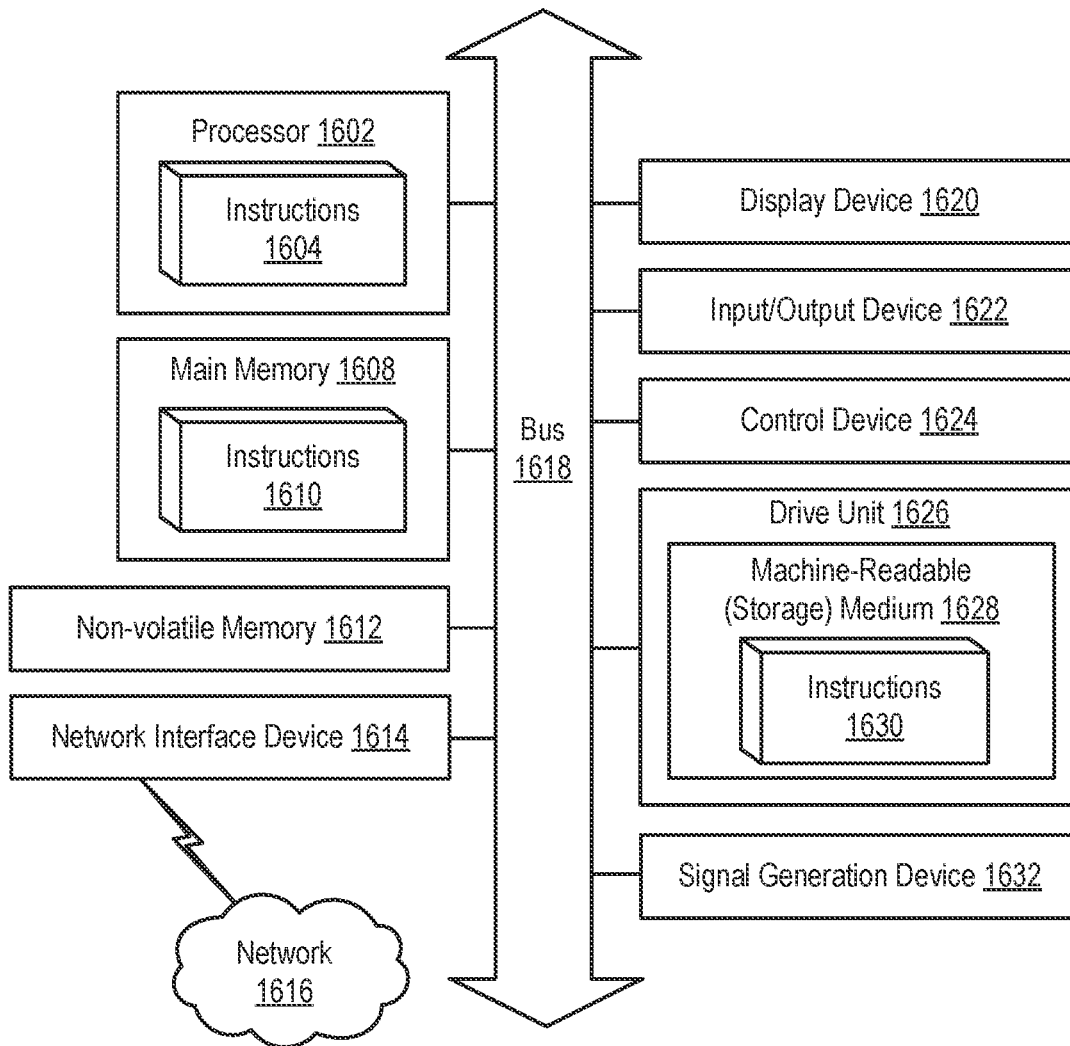 Processor 1602
Instructions
1604
Main Memory 1608
Instructions
1610
Non-volatile Memory 1612
Network Interface Device 1614
Network
1616
Bus
1618
Display Device 1620
Input/Output Device 1622
Control Device 1624
Drive Unit 1626
Machine-Readable
(Storage) Medium 1628
Instructions
1630
Signal Generation Device 1632